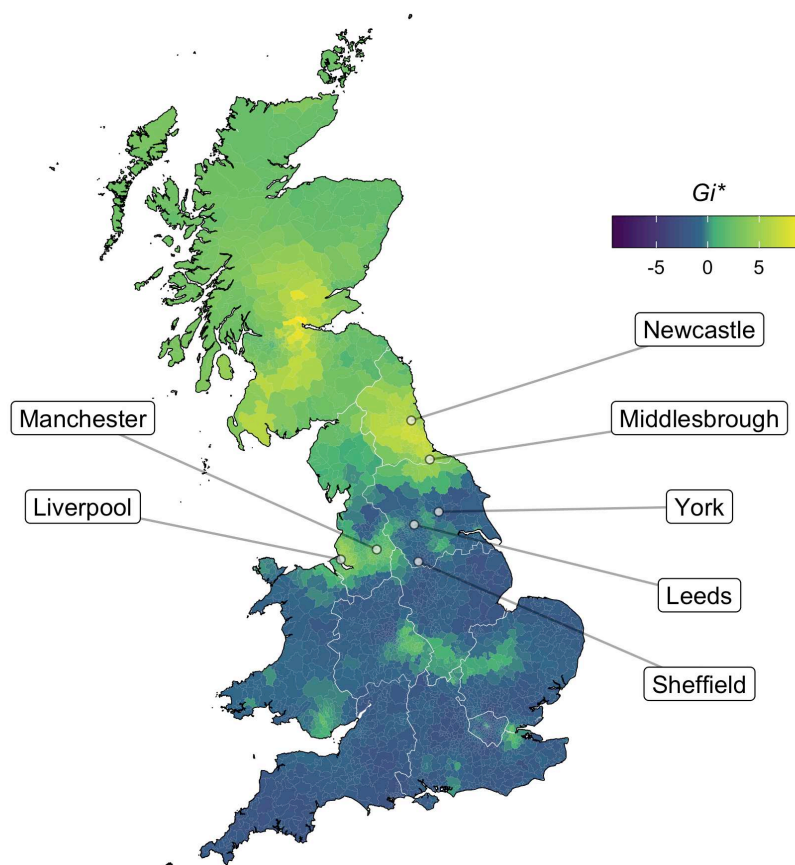 Gi*
-5 0 5
Newcastle
Manchester
Middlesbrough
Liverpool
York
Leeds
Sheffield